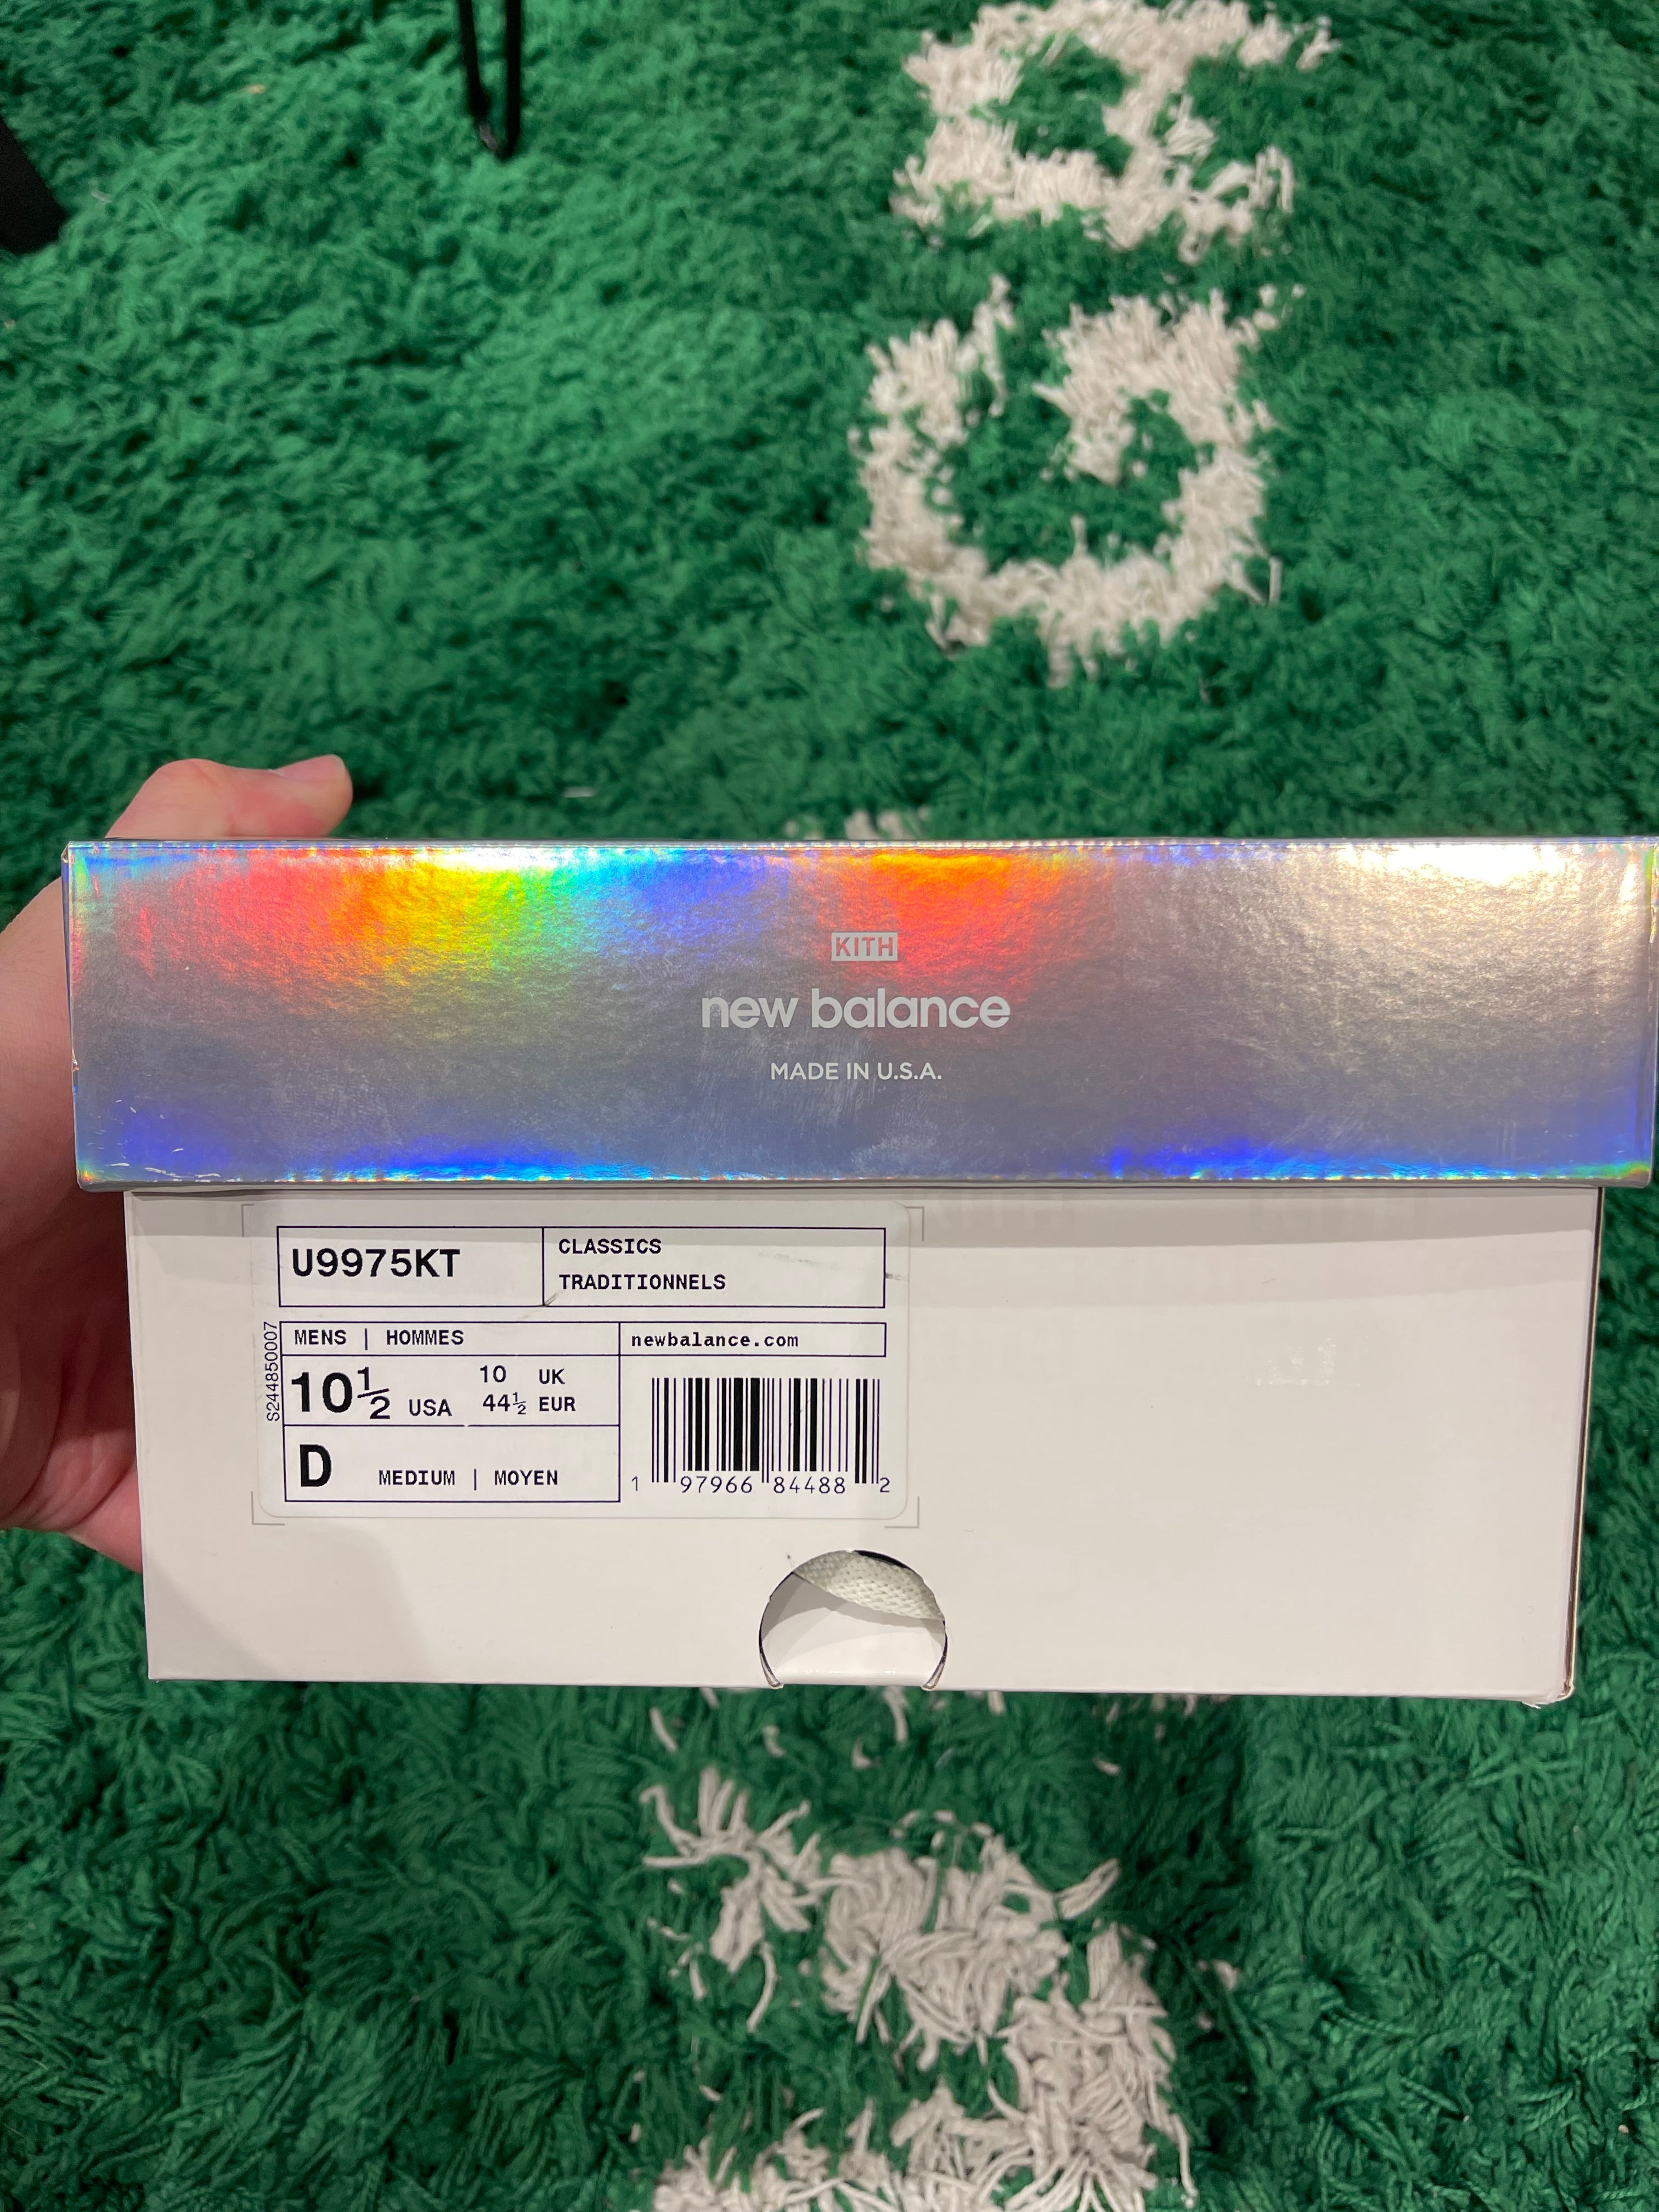 KITH
new balance
MADE IN U.S.A.
U9975KT
CLASSICS
TRADITIONNELS
S244850007
MENS | HOMMES
newbalance.com
10½ USA
10 UK
44½ EUR
D MEDIUM | MOYEN
1 97966 84488 2